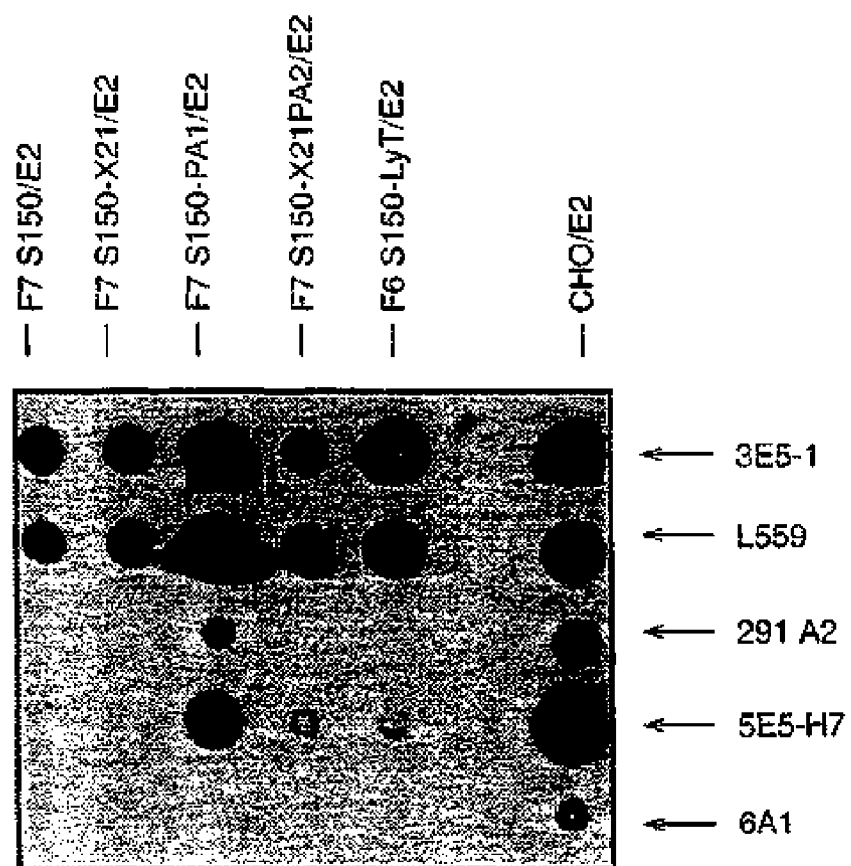 F7 S150/E2
F7 S150-X21/E2
F7 S150-PA1/E2
F7 S150-X21PA2/E2
F6 S150-LyT/E2
CHO/E2
3E5-1
L559
291 A2
5E5-H7
6A1